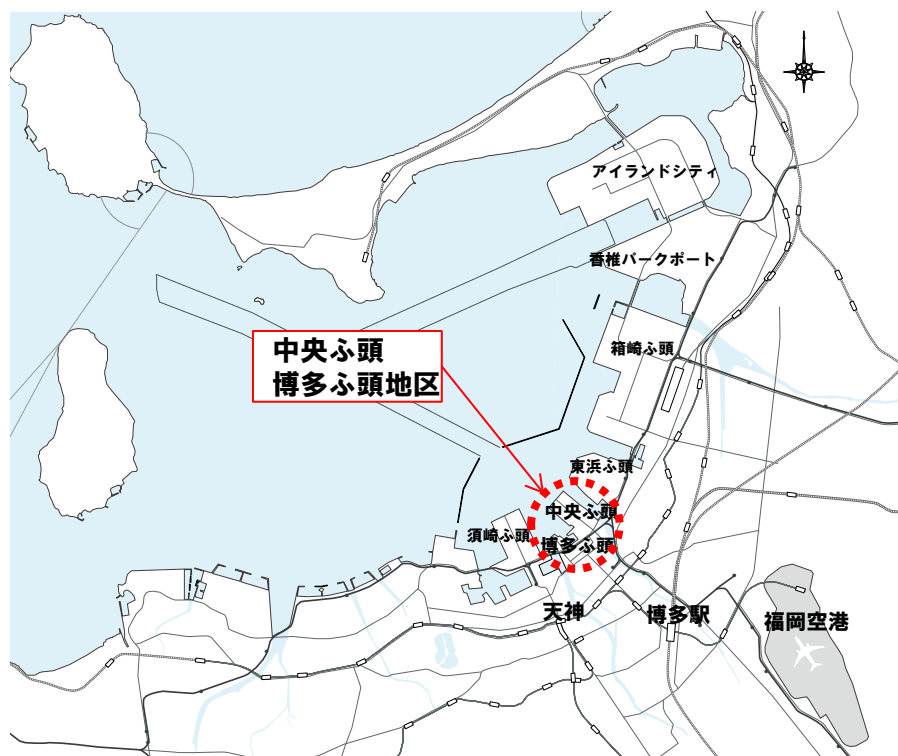 アイランドシティ
香椎パークポート
中央ふ頭
博多ふ頭地区
箱崎ふ頭
東浜ふ頭
中央ふ頭
須崎ふ頭
博多ふ頭
天神
博多駅
福岡空港